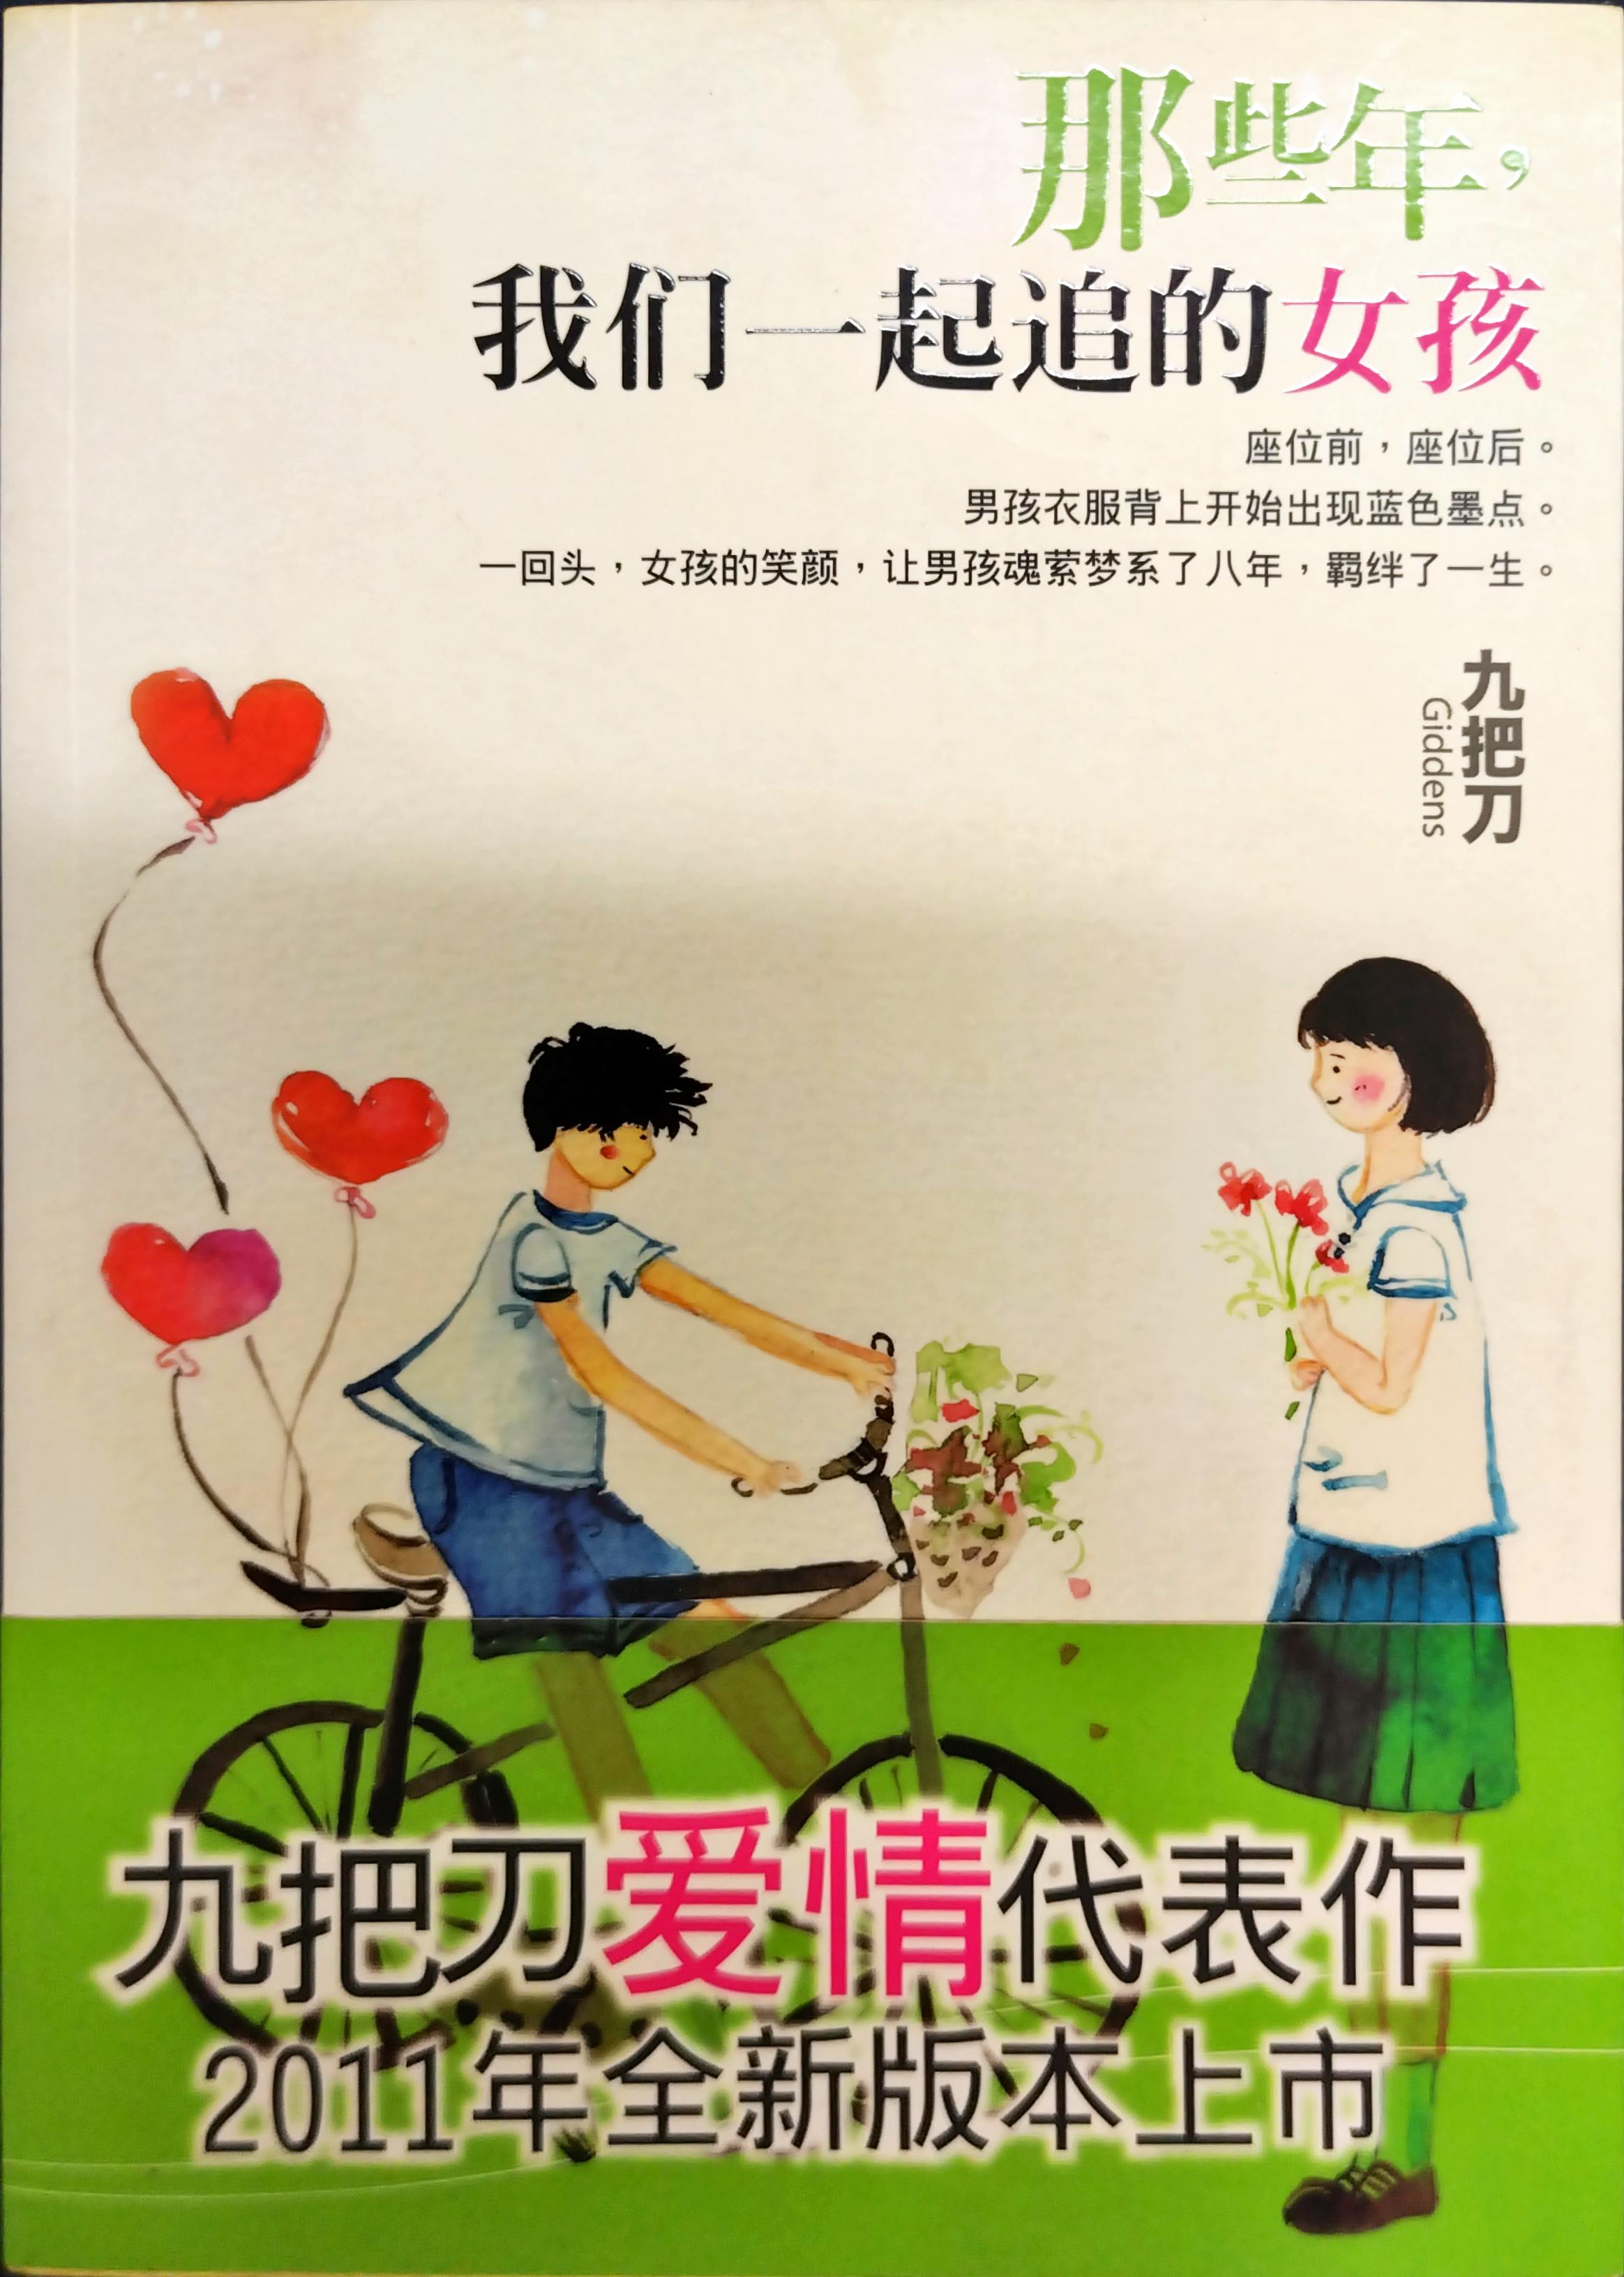 那些年，
我们一起追的女孩
座位前，座位后。
男孩衣服背上开始出现蓝色墨点。
一回头，女孩的笑颜，让男孩魂萦梦系了八年，羁绊了一生。
九把刀
Giddens
九把刀爱情代表作
2011年全新版本上市